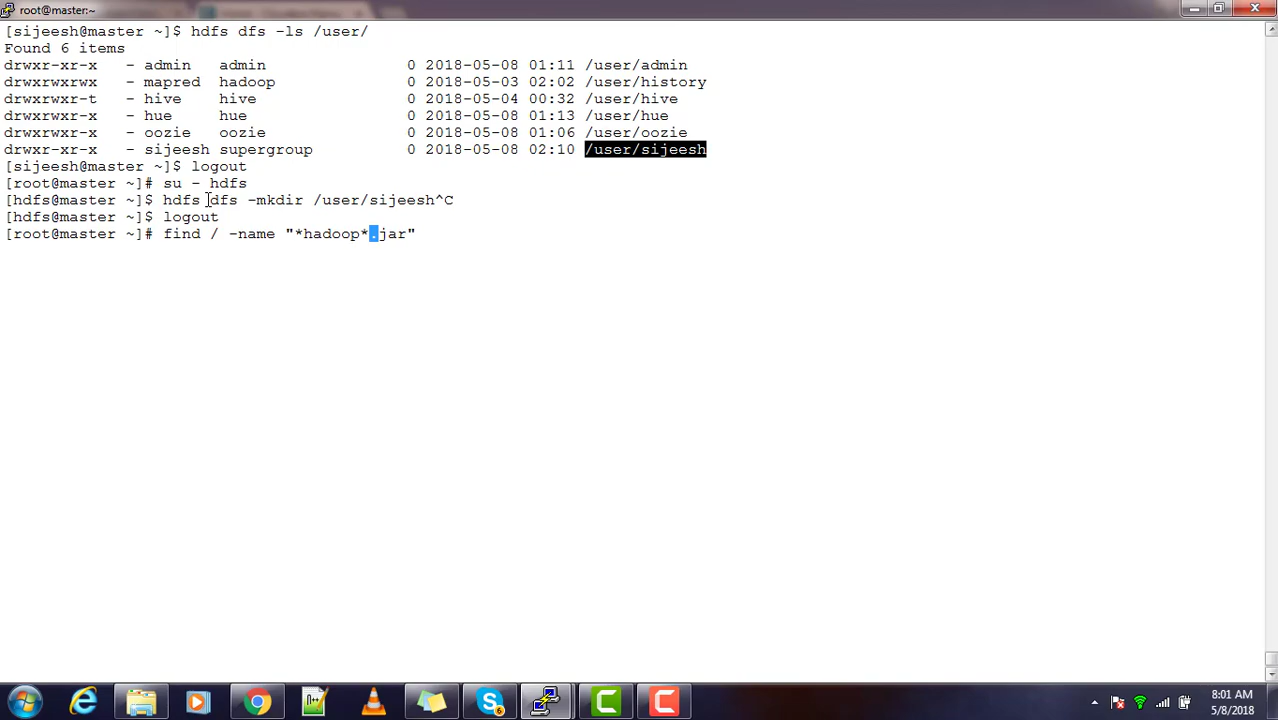 root@master:~
[sijeesh@master ~]$ hdfs dfs -ls /user/
Found 6 items
drwxr-xr-x - admin admin 0 2018-05-08 01:11 /user/admin
drwxrwxrwx - mapred hadoop 0 2018-05-03 02:02 /user/history
drwxrwxr-t - hive hive 0 2018-05-04 00:32 /user/hive
drwxrwxr-x - hue hue 0 2018-05-08 01:13 /user/hue
drwxrwxr-x - oozie oozie 0 2018-05-08 01:06 /user/oozie
drwxrwxr-x - sijeesh supergroup 0 2018-05-08 02:10 /user/sijeesh
[sijeesh@master ~]$ logout
[root@master ~]# su - hdfs
[hdfs@master ~]$ hdfs dfs -mkdir /user/sijeesh^C
[hdfs@master ~]$ logout
[root@master ~]# find / -name "*hadoop*.jar"
8:01 AM
5/8/2018